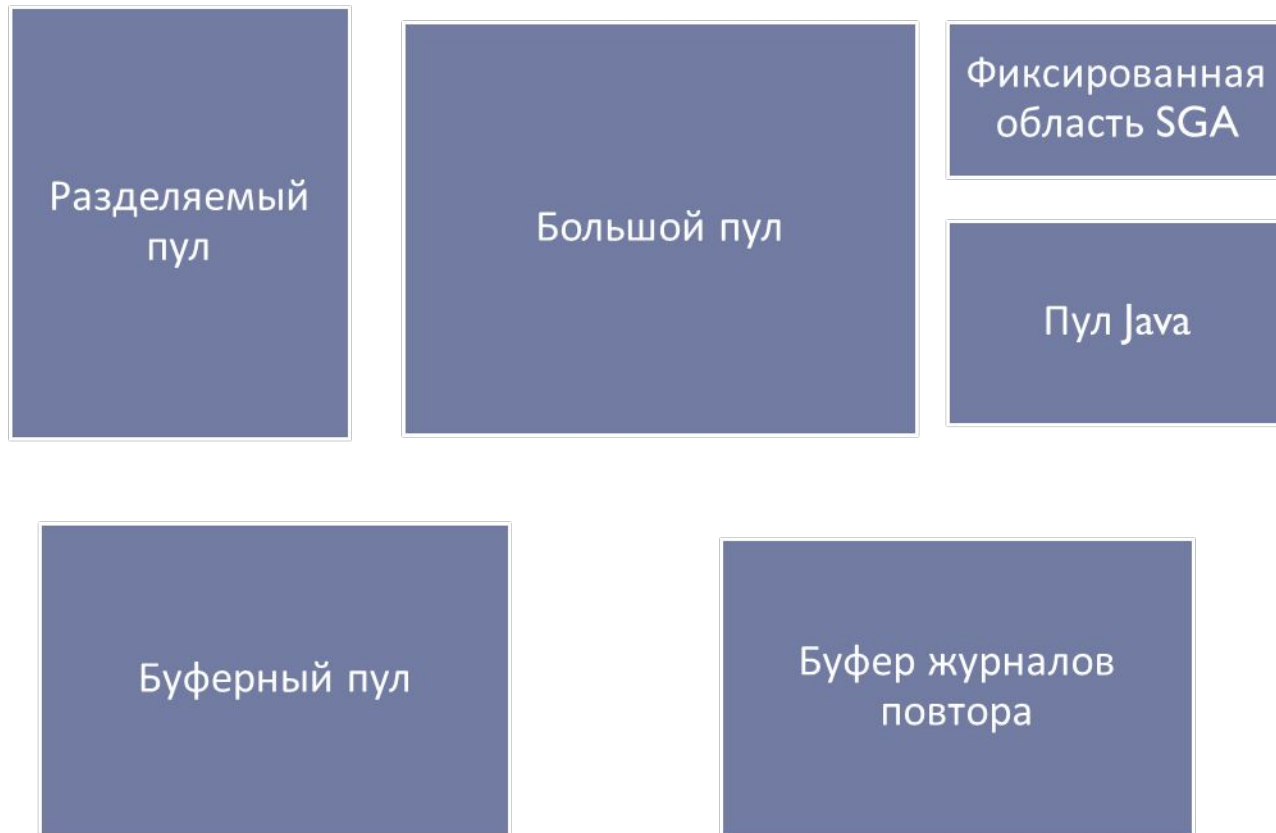 Разделяемый
пул
Большой пул
Фиксированная
область SGA
Пул Java
Буферный пул
Буфер журналов
повтора